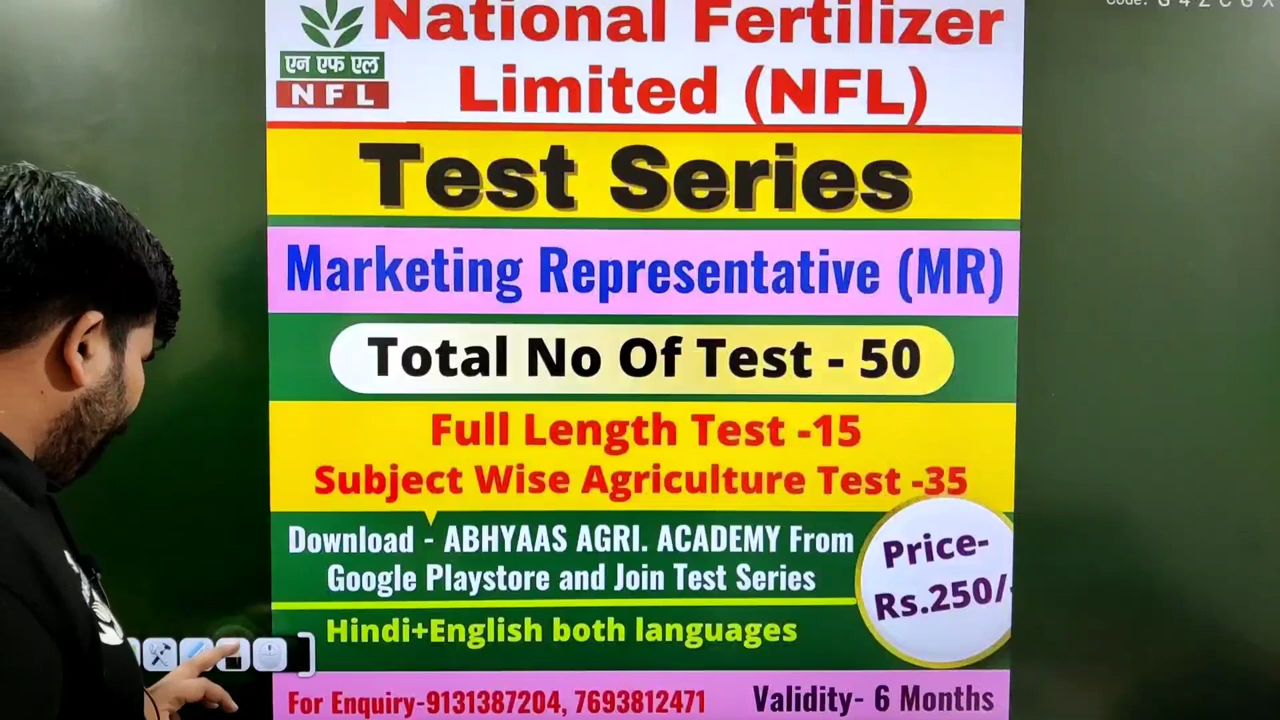 Code: G 4 Z C G X
National Fertilizer
Limited (NFL)
एन एफ एल
NFL
Test Series
Marketing Representative (MR)
Total No Of Test - 50
Full Length Test -15
Subject Wise Agriculture Test -35
Download - ABHYAAS AGRI. ACADEMY From
Google Playstore and Join Test Series
Price-
Rs.250/-
Hindi+English both languages
For Enquiry-9131387204, 7693812471
Validity- 6 Months